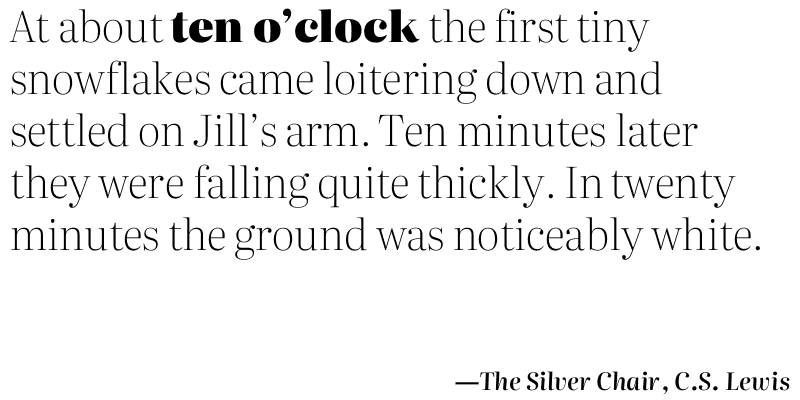 At about ten o’clock the first tiny
snowflakes came loitering down and
settled on Jill’s arm. Ten minutes later
they were falling quite thickly. In twenty
minutes the ground was noticeably white.
—The Silver Chair, C.S. Lewis